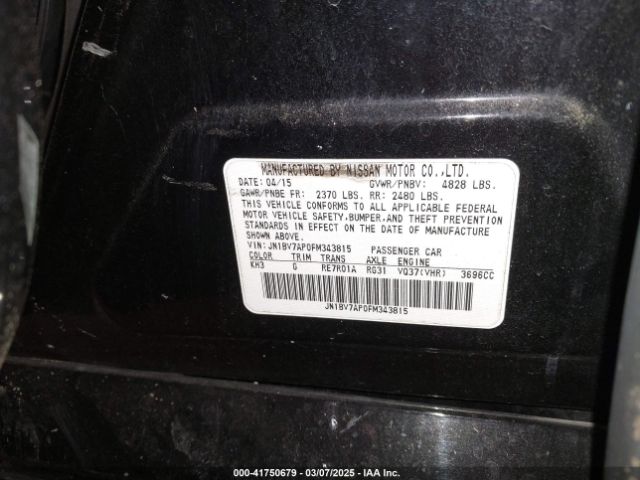 MANUFACTURED BY NISSAN MOTOR CO.,LTD.
DATE: 04/15 GVWR/PNBV: 4828 LBS.
GAWR/PNBE FR: 2370 LBS. RR: 2480 LBS.
THIS VEHICLE CONFORMS TO ALL APPLICABLE FEDERAL
MOTOR VEHICLE SAFETY,BUMPER,AND THEFT PREVENTION
STANDARDS IN EFFECT ON THE DATE OF MANUFACTURE
SHOWN ABOVE.
VIN: JN1BV7AP0FM343815 PASSENGER CAR
COLOR TRIM TRANS AXLE ENGINE
KH3 G RE7R01A RG31 VQ37(VHR) 3696CC
JN1BV7AP0FM343815
000-41750679 — 03/07/2025 — IAA Inc.